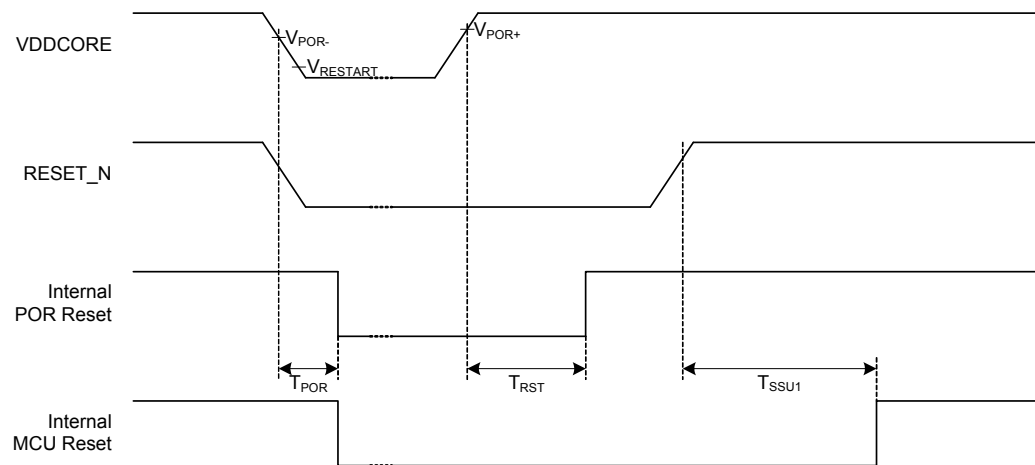 VDDCORE
VPOR-
VRESTART
VPOR+
RESET_N
Internal
POR Reset
TPOR
TRST
TSSU1
Internal
MCU Reset